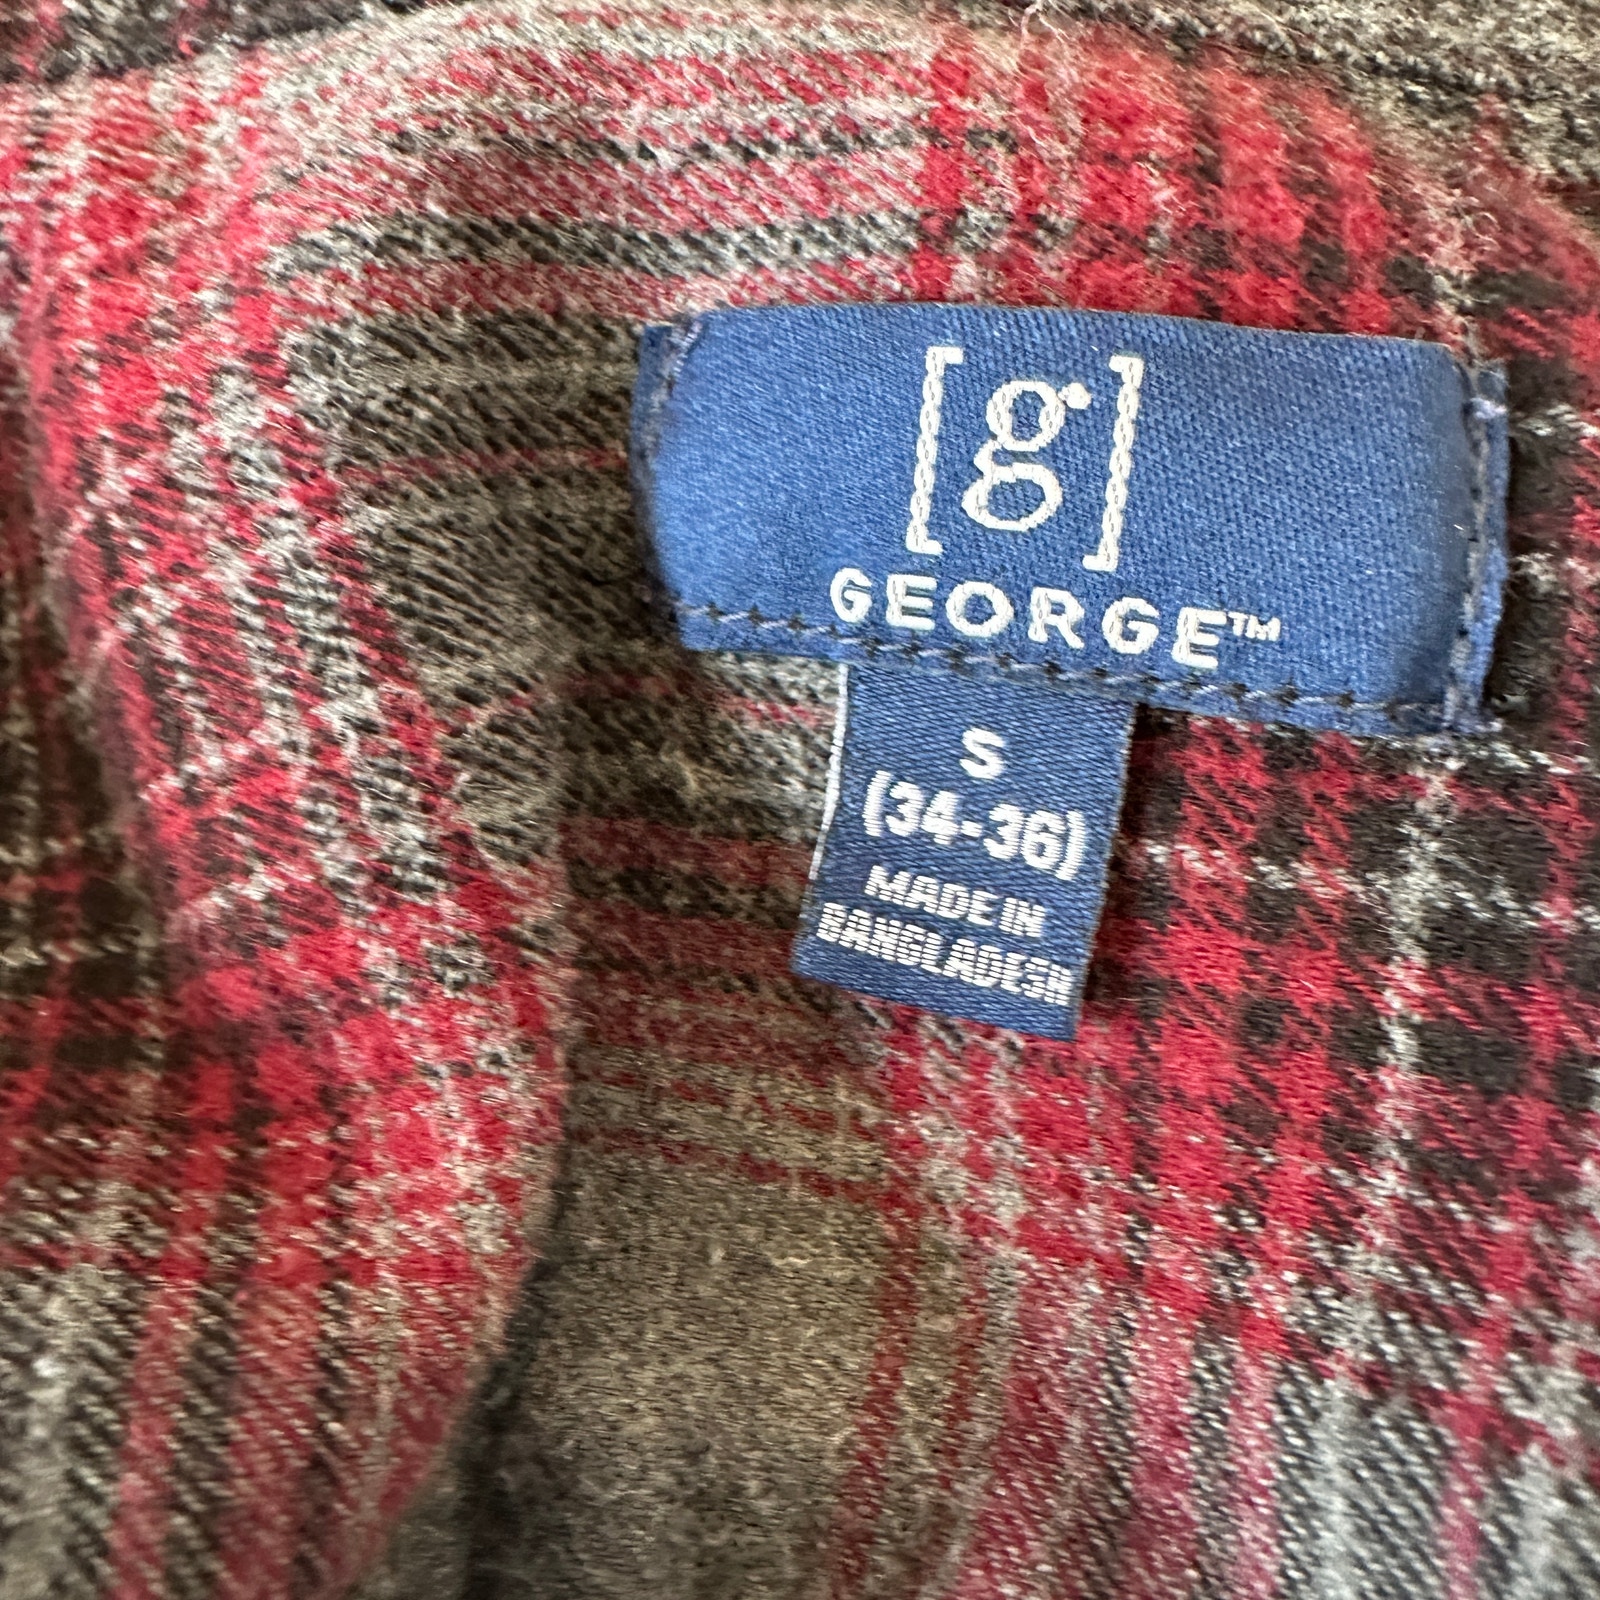 [g]
GEORGE™
S
(34-36)
MADE IN
BANGLADESH